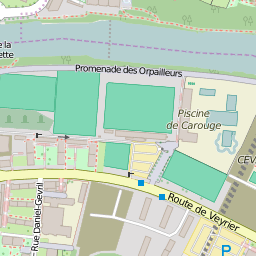 Promenade des Orpailleurs
e la
ette
Piscine
de Carouge
CEV
Rue Daniel-Gevril
Route de Veyrier
P